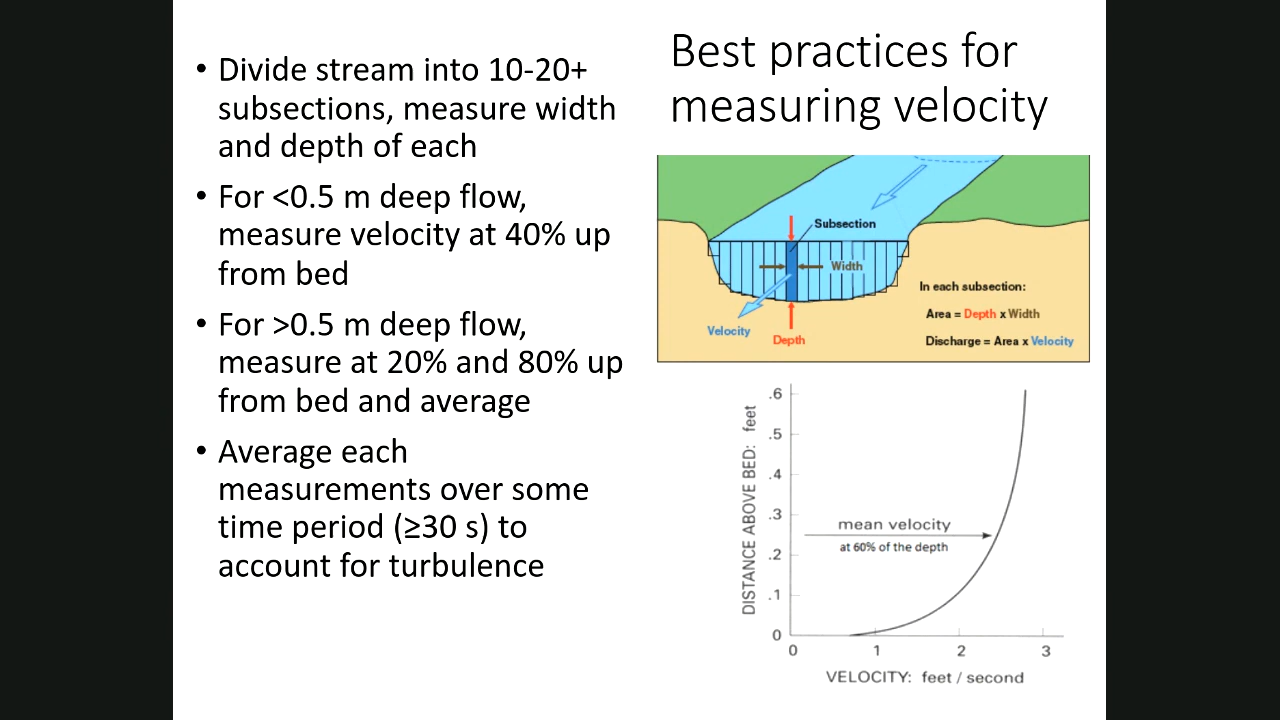 Best practices for
measuring velocity
• Divide stream into 10-20+
subsections, measure width
and depth of each
• For <0.5 m deep flow,
measure velocity at 40% up
from bed
• For >0.5 m deep flow,
measure at 20% and 80% up
from bed and average
• Average each
measurements over some
time period (≥30 s) to
account for turbulence
Subsection
Width
Velocity
Depth
In each subsection:
Area = Depth x Width
Discharge = Area x Velocity
DISTANCE ABOVE BED: feet
.6
.5
.4
.3
.2
.1
0
mean velocity
at 60% of the depth
0 1 2 3
VELOCITY: feet / second